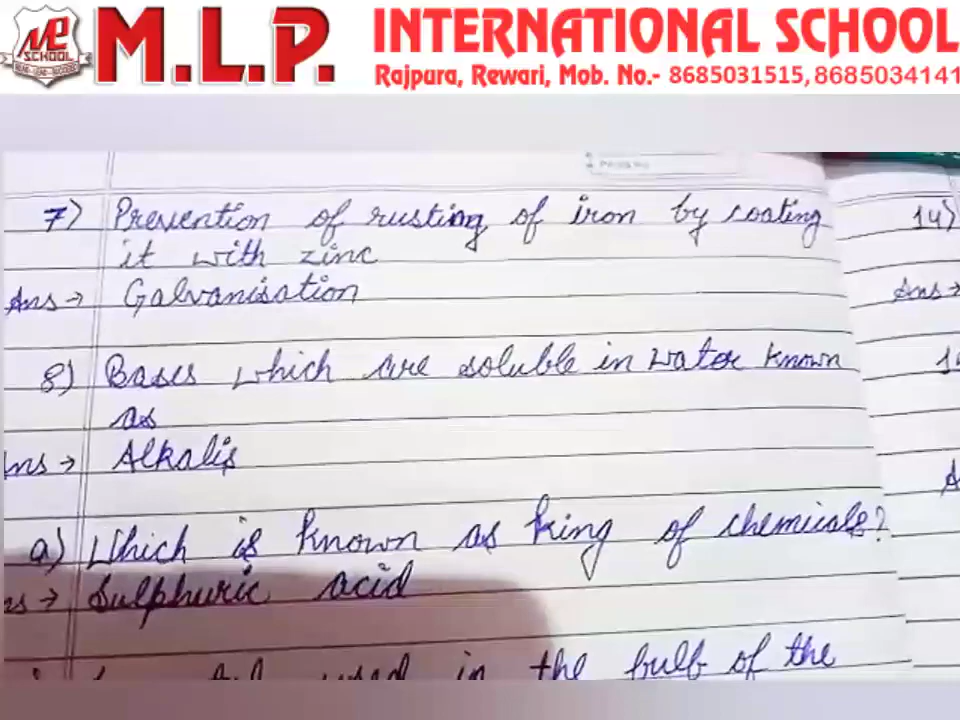 MP
SCHOOL
M.L.P.
INTERNATIONAL SCHOOL
Rajpura, Rewari, Mob. No.- 8685031515, 8685034141
7) Prevention of rusting of iron by coating
it with zinc
Ans → Galvanisation
8) Bases which are soluble in water known
as
Ans → Alkalis
9) Which is known as king of chemicals?
Ans → Sulphuric acid
used in the bulb of the
14)
Ans →